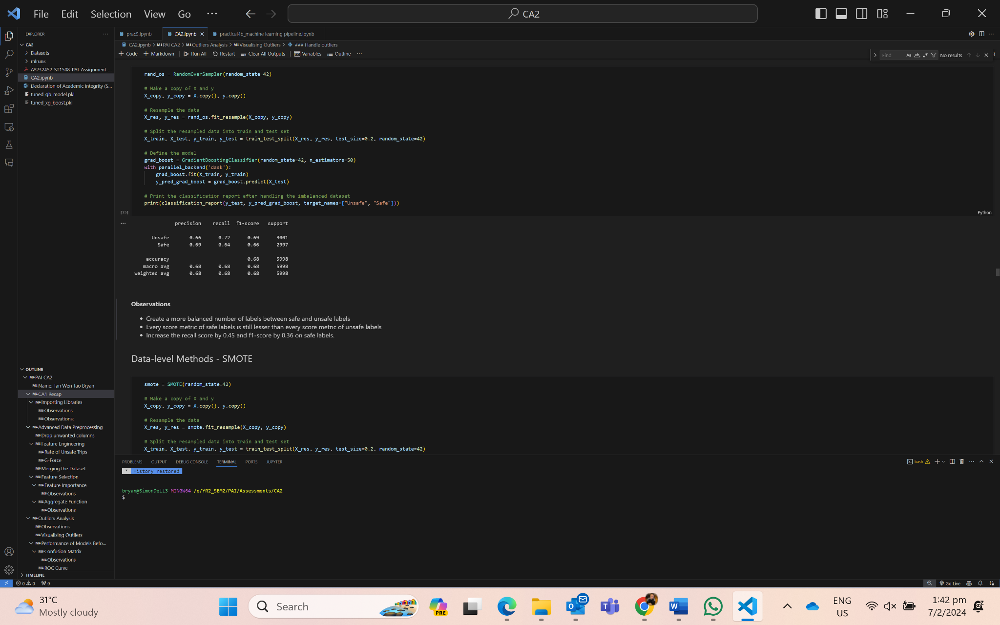 File Edit Selection View Go ···
CA2
EXPLORER ···
prac5.ipynb CA2.ipynb practical4b_machine learning pipeline.ipynb
CA2
Datasets
mlruns
AY2324S2_ST1508_PAI_Assignment_...
CA2.ipynb
Declaration of Academic Integrity (S...
tuned_gb_model.pkl
tuned_xg_boost.pkl
CA2.ipynb > M+PAI CA2 > M+Outliers Analysis > M+Visualising Outliers > ### Handle outliers
+ Code + Markdown Run All Restart Clear All Outputs Variables Outline ···
Find Aa ab No results
rand_os = RandomOverSampler(random_state=42)
# Make a copy of X and y
X_copy, y_copy = X.copy(), y.copy()
# Resample the data
X_res, y_res = rand_os.fit_resample(X_copy, y_copy)
# Split the resampled data into train and test set
X_train, X_test, y_train, y_test = train_test_split(X_res, y_res, test_size=0.2, random_state=42)
# Define the model
grad_boost = GradientBoostingClassifier(random_state=42, n_estimators=50)
with parallel_backend('dask'):
grad_boost.fit(X_train, y_train)
y_pred_grad_boost = grad_boost.predict(X_test)
# Print the classification report after handling the imbalanced dataset
print(classification_report(y_test, y_pred_grad_boost, target_names=["Unsafe", "Safe"]))
[25] Python
··· precision recall f1-score support
Unsafe 0.66 0.72 0.69 3001
Safe 0.69 0.64 0.66 2997
accuracy 0.68 5998
macro avg 0.68 0.68 0.68 5998
weighted avg 0.68 0.68 0.68 5998
Observations
• Create a more balanced number of labels between safe and unsafe labels
• Every score metric of safe labels is still lesser than every score metric of unsafe labels
• Increase the recall score by 0.45 and f1-score by 0.36 on safe labels.
Data-level Methods - SMOTE
smote = SMOTE(random_state=42)
# Make a copy of X and y
X_copy, y_copy = X.copy(), y.copy()
# Resample the data
X_res, y_res = smote.fit_resample(X_copy, y_copy)
# Split the resampled data into train and test set
X_train, X_test, y_train, y_test = train_test_split(X_res, y_res, test_size=0.2, random_state=42)
OUTLINE
M+PAI CA2
M+Name: Tan Wen Tao Bryan
M+CA1 Recap
M+Importing Libraries
M+Observations
M+Observations:
M+Advanced Data Preprocessing
M+Drop unwanted columns
M+Feature Engineering
M+Rate of Unsafe Trips
M+G-Force
M+Merging the Dataset
M+Feature Selection
M+Feature Importance
M+Observations
M+Aggregate Function
M+Observations
M+Outliers Analysis
M+Observations
M+Visualising Outliers
M+Performance of Models Befo...
M+Confusion Matrix
M+Observations
M+ROC Curve
TIMELINE
PROBLEMS OUTPUT DEBUG CONSOLE TERMINAL PORTS JUPYTER
bash
* History restored
bryan@SimonDell3 MINGW64 /e/YR2_SEM2/PAI/Assessments/CA2
$
0 0 0
Go Live
31°C
Mostly cloudy
Search
PRE
ENG
US
1:42 pm
7/2/2024